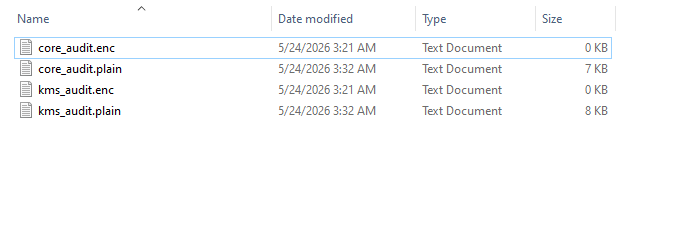 Name Date modified Type Size
core_audit.enc 5/24/2026 3:21 AM Text Document 0 KB
core_audit.plain 5/24/2026 3:32 AM Text Document 7 KB
kms_audit.enc 5/24/2026 3:21 AM Text Document 0 KB
kms_audit.plain 5/24/2026 3:32 AM Text Document 8 KB